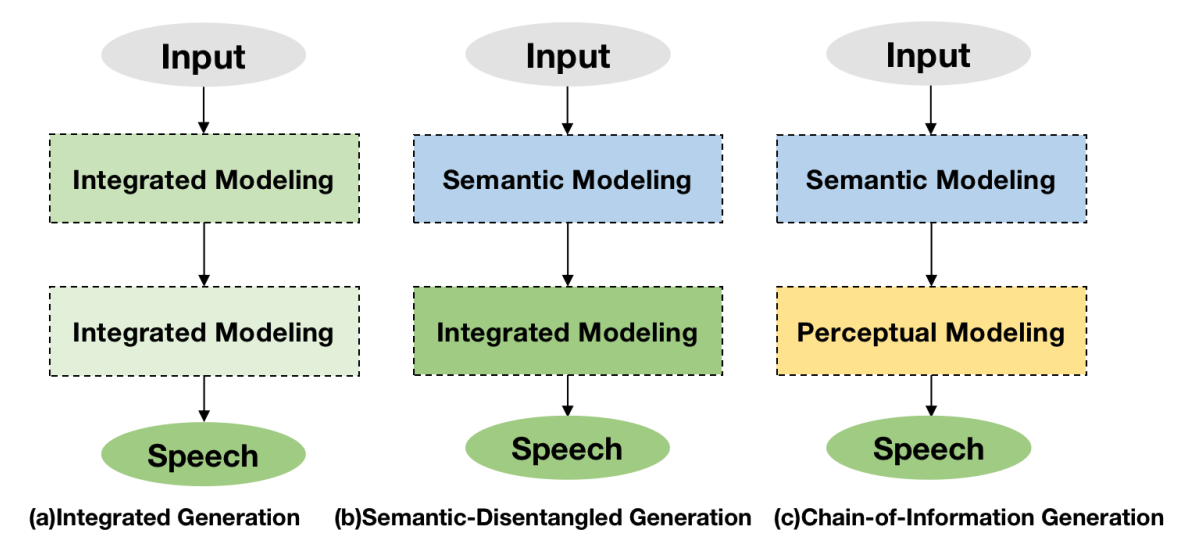 Input
Input
Input
Integrated Modeling
Semantic Modeling
Semantic Modeling
Integrated Modeling
Integrated Modeling
Perceptual Modeling
Speech
Speech
Speech
(a)Integrated Generation
(b)Semantic-Disentangled Generation
(c)Chain-of-Information Generation